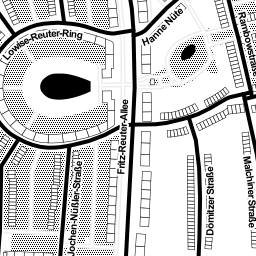 Lowise-Reuter-Ring
Hanne Nüte
Rambowstraße
Fritz-Reuter-Allee
Jochen-Nüßler-Straße
Dömitzer Straße
Malchiner Straße